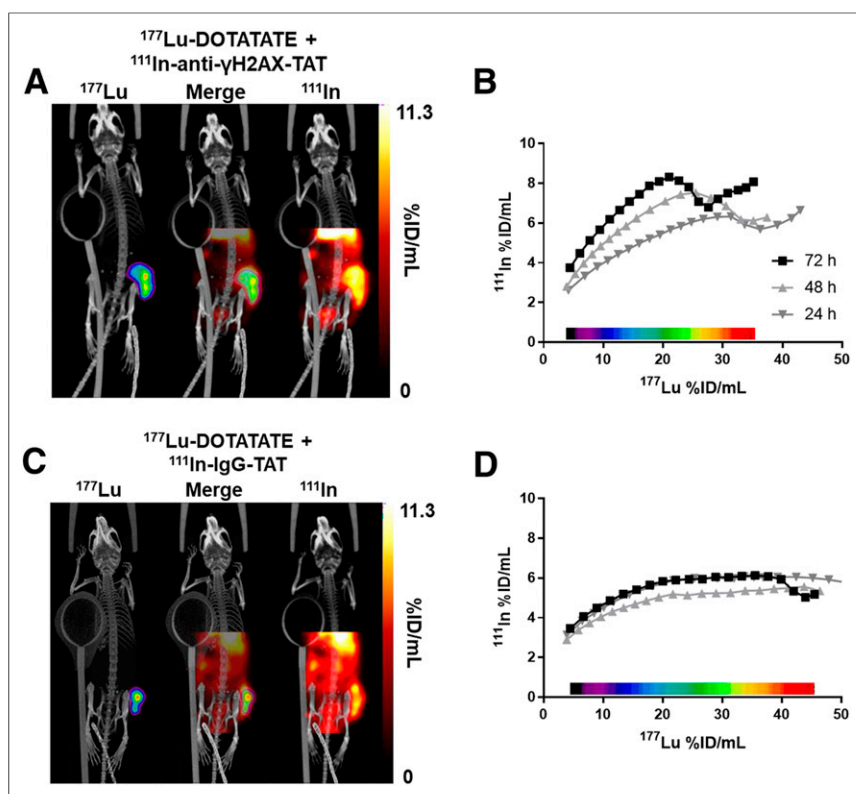 ¹⁷⁷Lu-DOTATATE +
¹¹¹In-anti-γH2AX-TAT
A
¹⁷⁷Lu Merge ¹¹¹In
11.3
%ID/mL
0
B
10
8
6
4
2
0
¹¹¹In %ID/mL
72 h
48 h
24 h
0 10 20 30 40 50
¹⁷⁷Lu %ID/mL
¹⁷⁷Lu-DOTATATE +
¹¹¹In-IgG-TAT
C
¹⁷⁷Lu Merge ¹¹¹In
11.3
%ID/mL
0
D
10
8
6
4
2
0
¹¹¹In %ID/mL
0 10 20 30 40 50
¹⁷⁷Lu %ID/mL